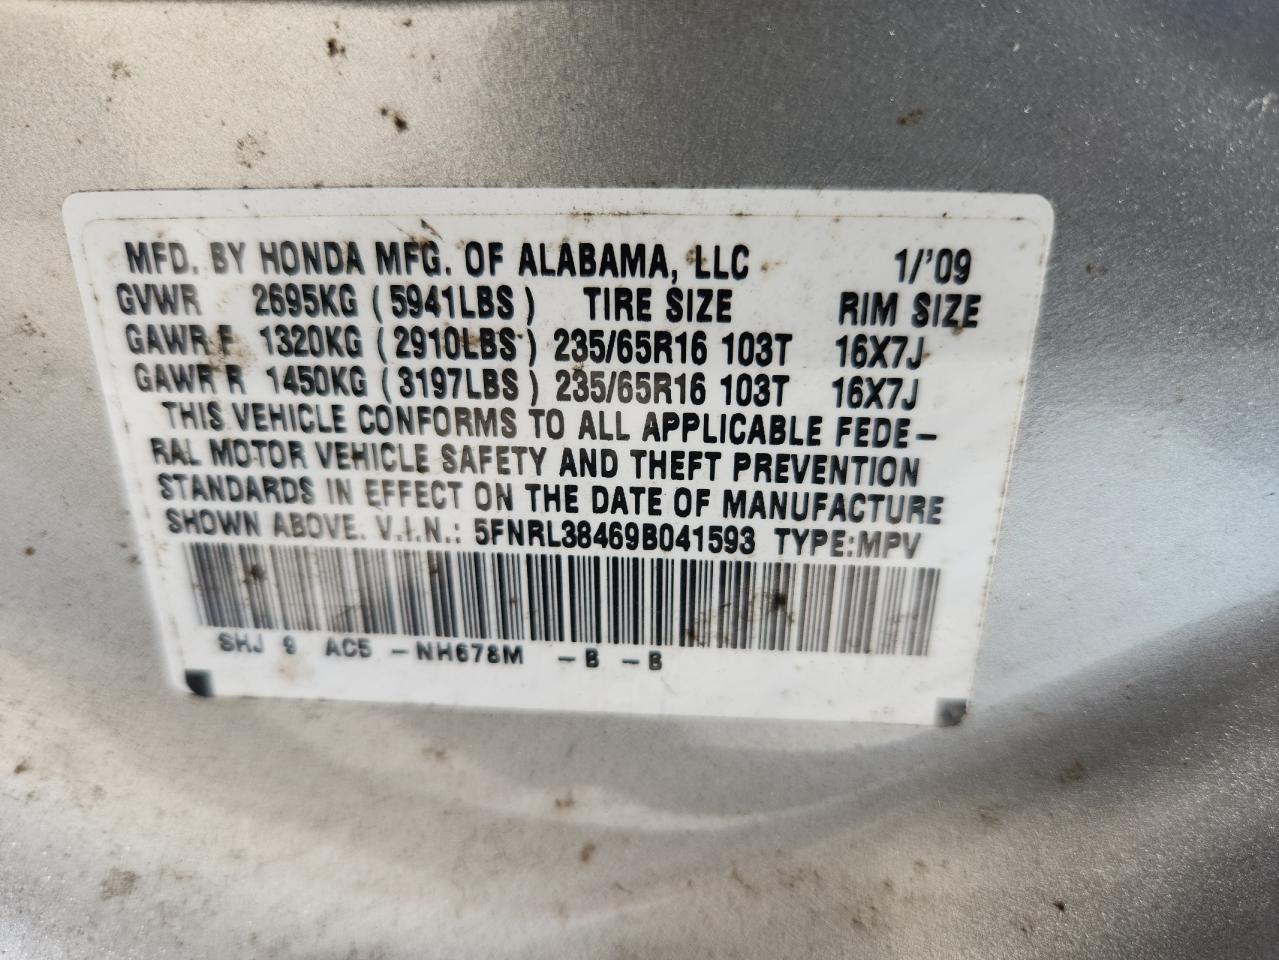 MFD. BY HONDA MFG. OF ALABAMA, LLC 1/'09
GVWR 2695KG (5941LBS) TIRE SIZE RIM SIZE
GAWR F 1320KG (2910LBS) 235/65R16 103T 16X7J
GAWR R 1450KG (3197LBS) 235/65R16 103T 16X7J
THIS VEHICLE CONFORMS TO ALL APPLICABLE FEDE-
RAL MOTOR VEHICLE SAFETY AND THEFT PREVENTION
STANDARDS IN EFFECT ON THE DATE OF MANUFACTURE
SHOWN ABOVE. V.I.N.: 5FNRL38469B041593 TYPE:MPV
SHJ 9 AC5 -NH678M -B -B